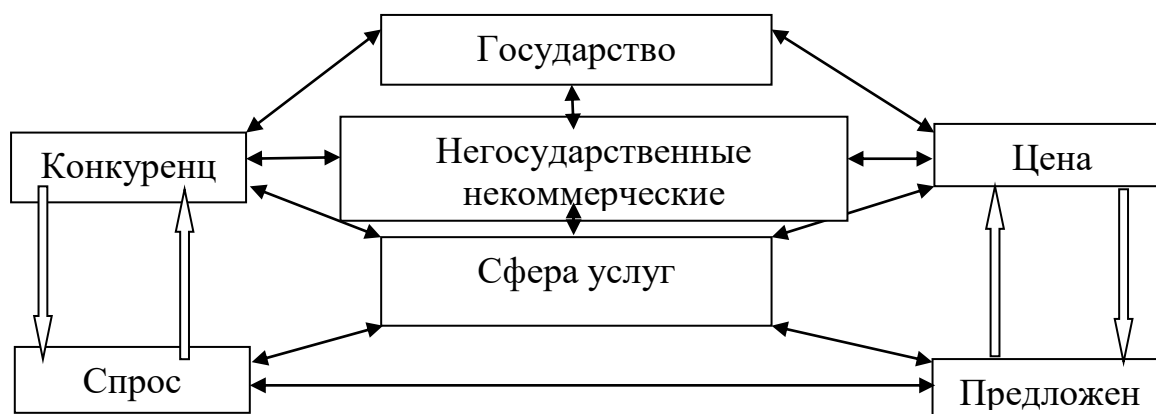 Государство
Конкуренц
Негосударственные
некоммерческие
Цена
Сфера услуг
Спрос
Предложен